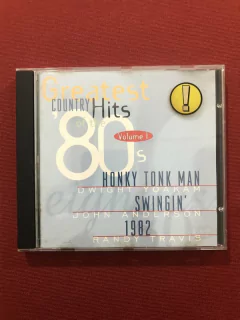 Greatest
COUNTRY Hits
'80s
Volume 1
HONKY TONK MAN
DWIGHT YOAKAM
SWINGIN'
JOHN ANDERSON
1982
RANDY TRAVIS
!